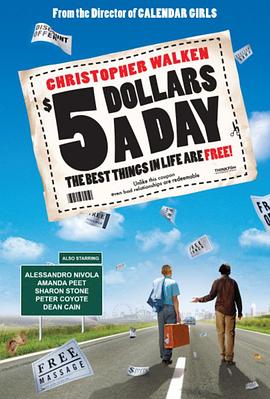 From the Director of CALENDAR GIRLS
CHRISTOPHER WALKEN
$5 DOLLARS
A DAY
THE BEST THINGS IN LIFE ARE FREE!
Unlike this coupon
even bad relationships are redeemable
THINKFilm
ALSO STARRING
ALESSANDRO NIVOLA
AMANDA PEET
SHARON STONE
PETER COYOTE
DEAN CAIN
FREE
MASSAGE